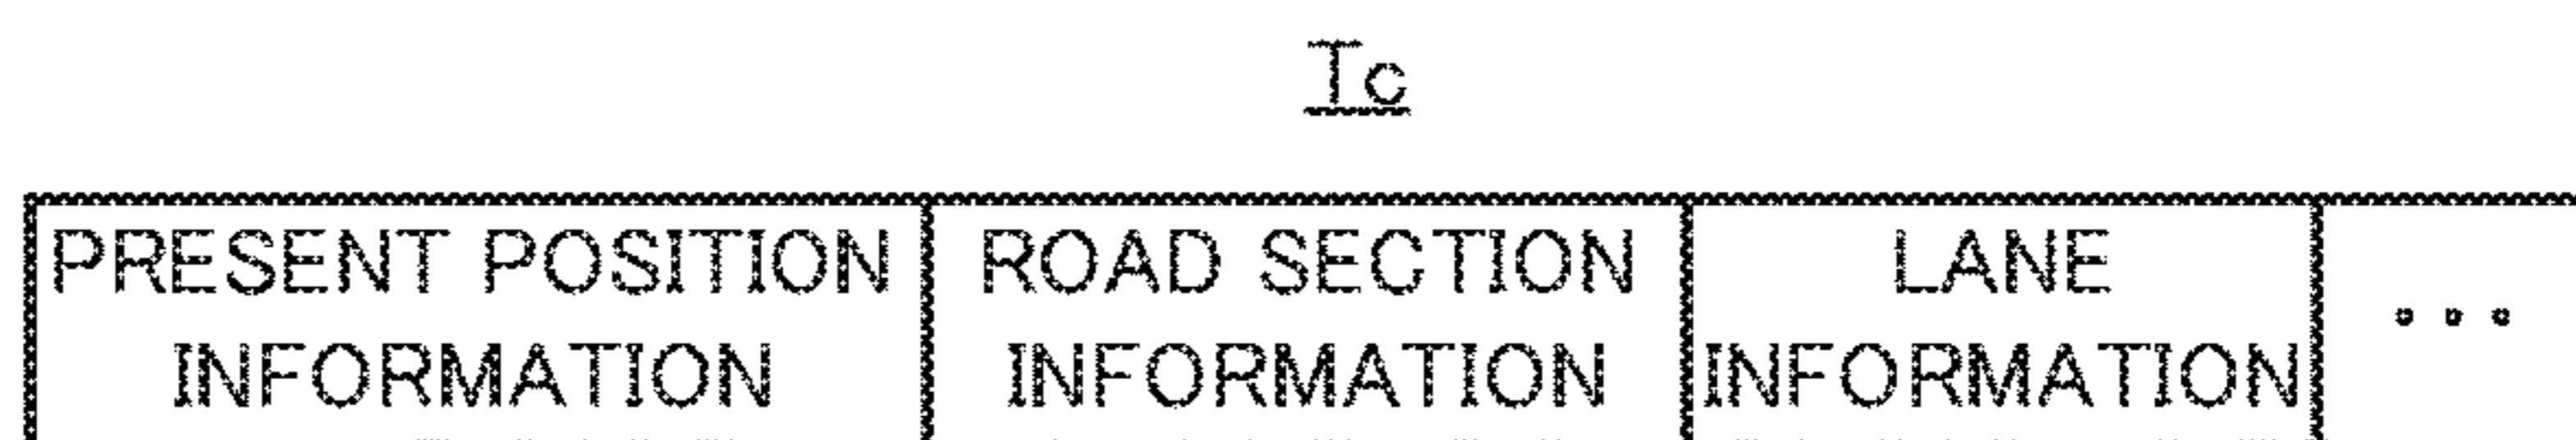 Tc
PRESENT POSITION INFORMATION
ROAD SECTION INFORMATION
LANE INFORMATION
...